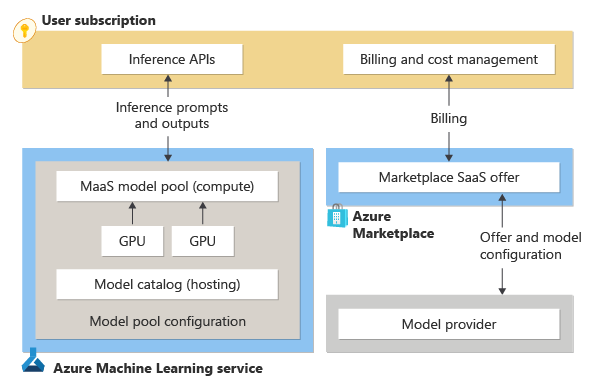 User subscription
Inference APIs
Billing and cost management
Inference prompts
and outputs
Billing
MaaS model pool (compute)
GPU
GPU
Model catalog (hosting)
Model pool configuration
Azure Machine Learning service
Marketplace SaaS offer
Azure
Marketplace
Offer and model
configuration
Model provider